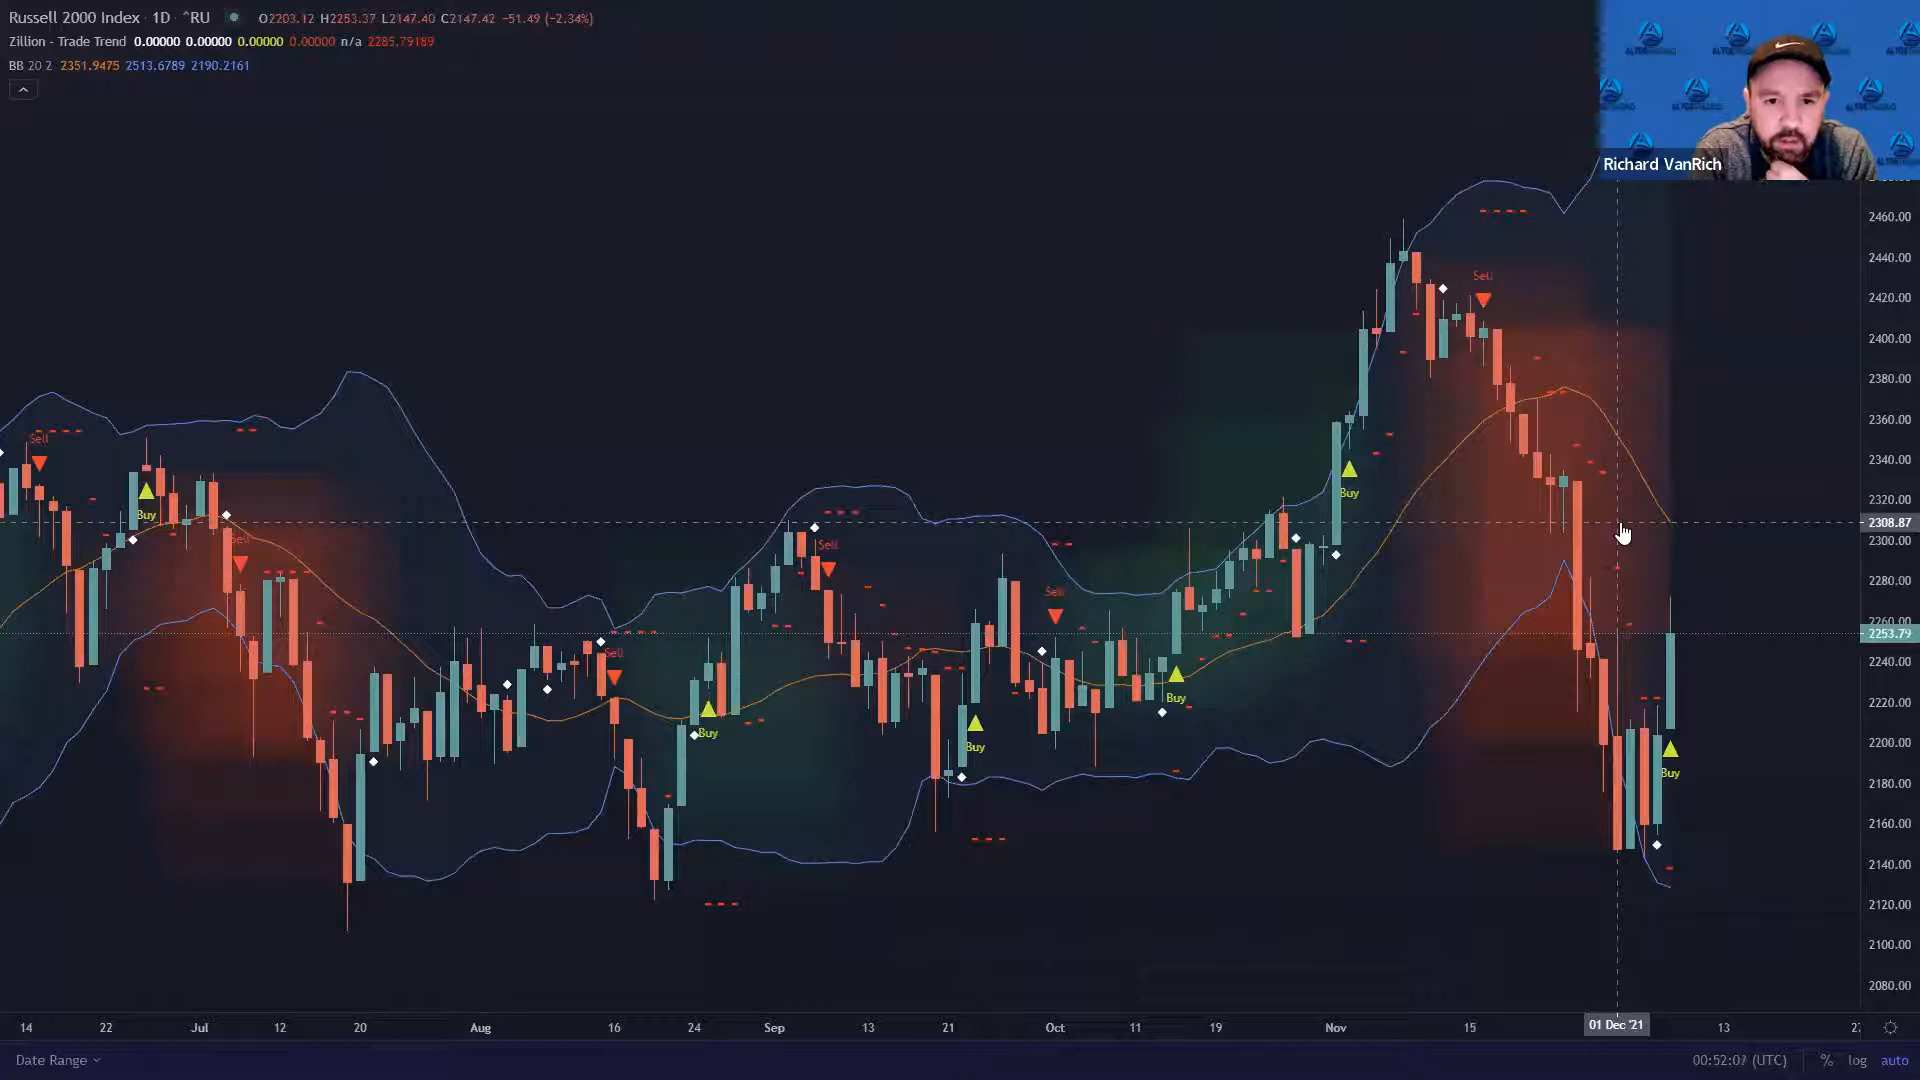 Russell 2000 Index · 1D · ^RU O2203.12 H2253.37 L2147.40 C2147.42 −51.49 (−2.34%)
Zillion - Trade Trend 0.00000 0.00000 0.00000 0.00000 n/a 2285.79189
BB 20 2 2351.9475 2513.6789 2190.2161
Richard VanRich
2460.00
2440.00
2420.00
2400.00
2380.00
2360.00
2340.00
2320.00
2308.87
2300.00
2280.00
2260.00
2253.79
2240.00
2220.00
2200.00
2180.00
2160.00
2140.00
2120.00
2100.00
2080.00
Sell
Sell
Buy
Sell
Buy
Sell
Sell
Sell
Sell
Buy
Buy
Buy
Buy
14 22 Jul 12 20 Aug 16 24 Sep 13 21 Oct 11 19 Nov 15 01 Dec '21 13
Date Range
(UTC) % log auto